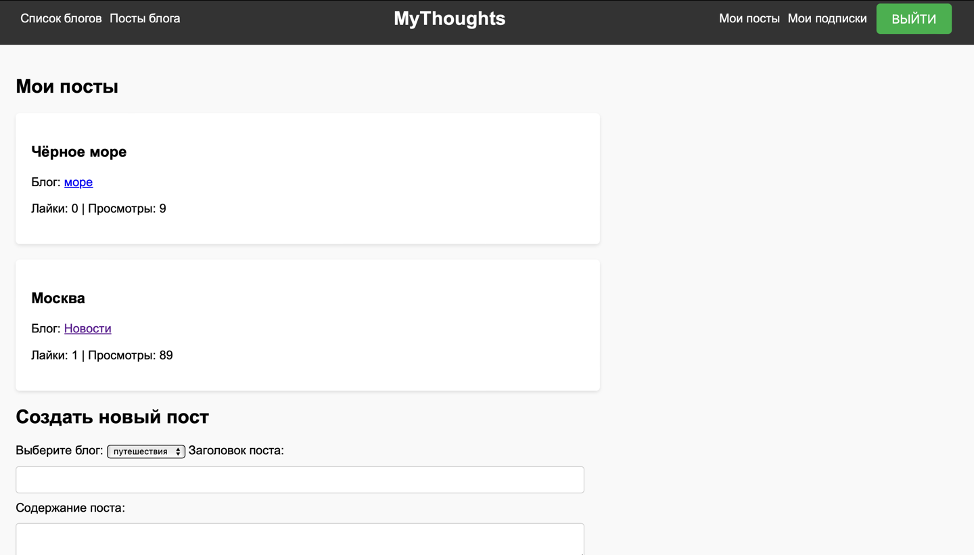 Список блогов Посты блога MyThoughts Мои посты Мои подписки ВЫЙТИ
Мои посты
Чёрное море
Блог: море
Лайки: 0 | Просмотры: 9
Москва
Блог: Новости
Лайки: 1 | Просмотры: 89
Создать новый пост
Выберите блог: путешествия Заголовок поста:
Содержание поста: